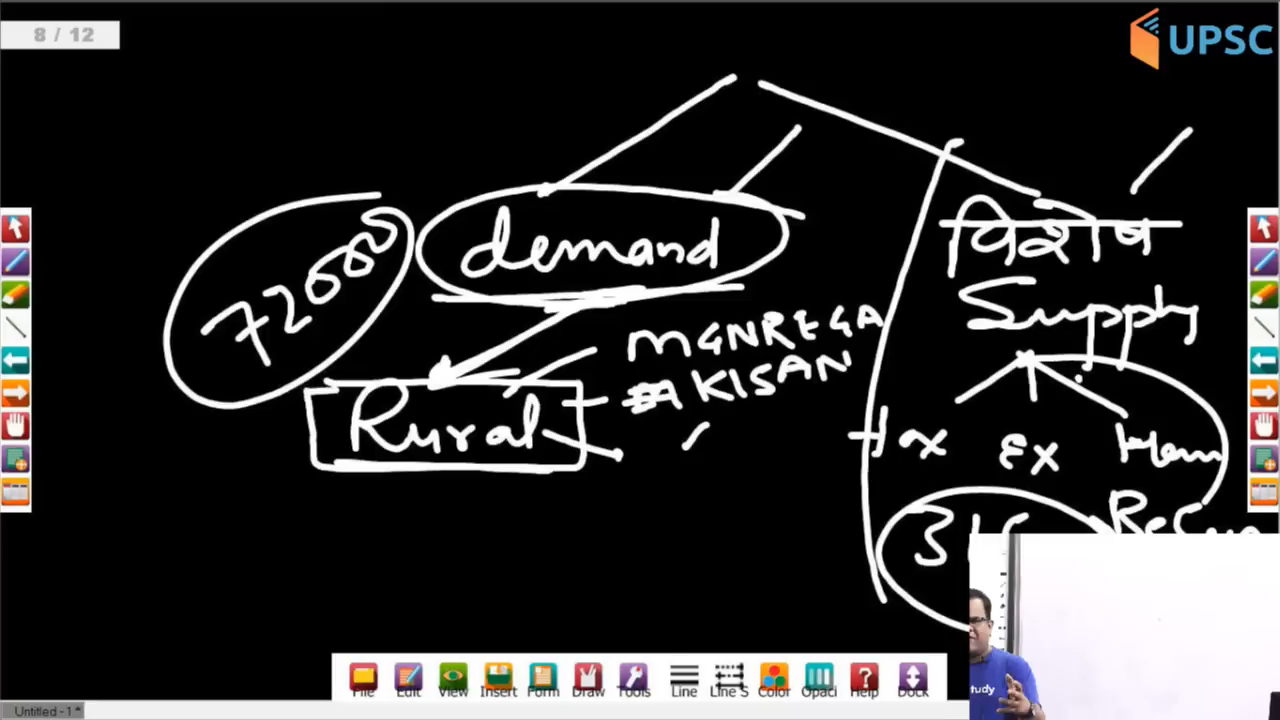 8 / 12
UPSC
demand
विशेष
Supply
72000
MGNREGA
KISAN
Rural
Ex
File
Edit
View
Insert
Form
Draw
Tools
Line
Line S
Color
Opaci
Help
Dock
study
Untitled - 1 *